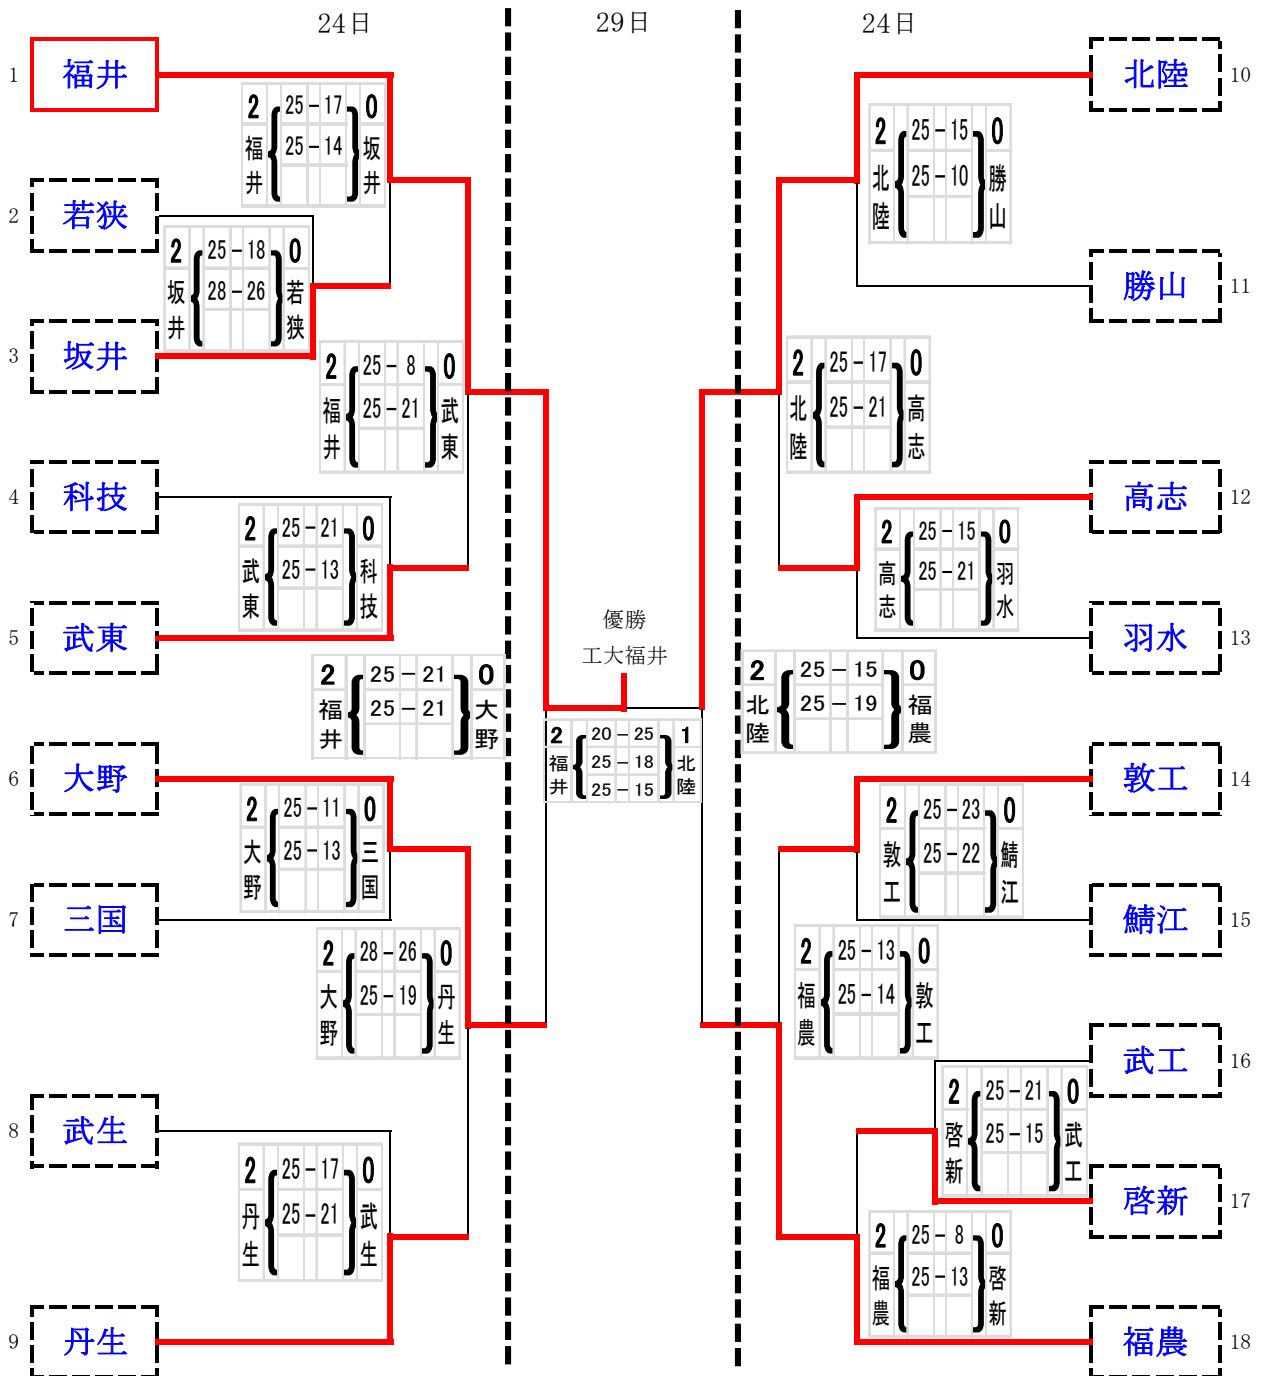 24日 29日 24日
1 福井
2 若狭
3 坂井
4 科技
5 武東
6 大野
7 三国
8 武生
9 丹生
2 福井 25-17 25-14 0 坂井
2 坂井 25-18 28-26 0 若狭
2 福井 25-8 25-21 0 武東
2 武東 25-21 25-13 0 科技
2 福井 25-21 25-21 0 大野
2 大野 25-11 25-13 0 三国
2 大野 28-26 25-19 0 丹生
2 丹生 25-17 25-21 0 武生
優勝
工大福井
2 福井 20-25 25-18 25-15 1 北陸
北陸 10
勝山 11
高志 12
羽水 13
敦工 14
鯖江 15
武工 16
啓新 17
福農 18
2 北陸 25-15 25-10 0 勝山
2 北陸 25-17 25-21 0 高志
2 高志 25-15 25-21 0 羽水
2 北陸 25-15 25-19 0 福農
2 敦工 25-23 25-22 0 鯖江
2 福農 25-13 25-14 0 敦工
2 啓新 25-21 25-15 0 武工
2 福農 25-8 25-13 0 啓新